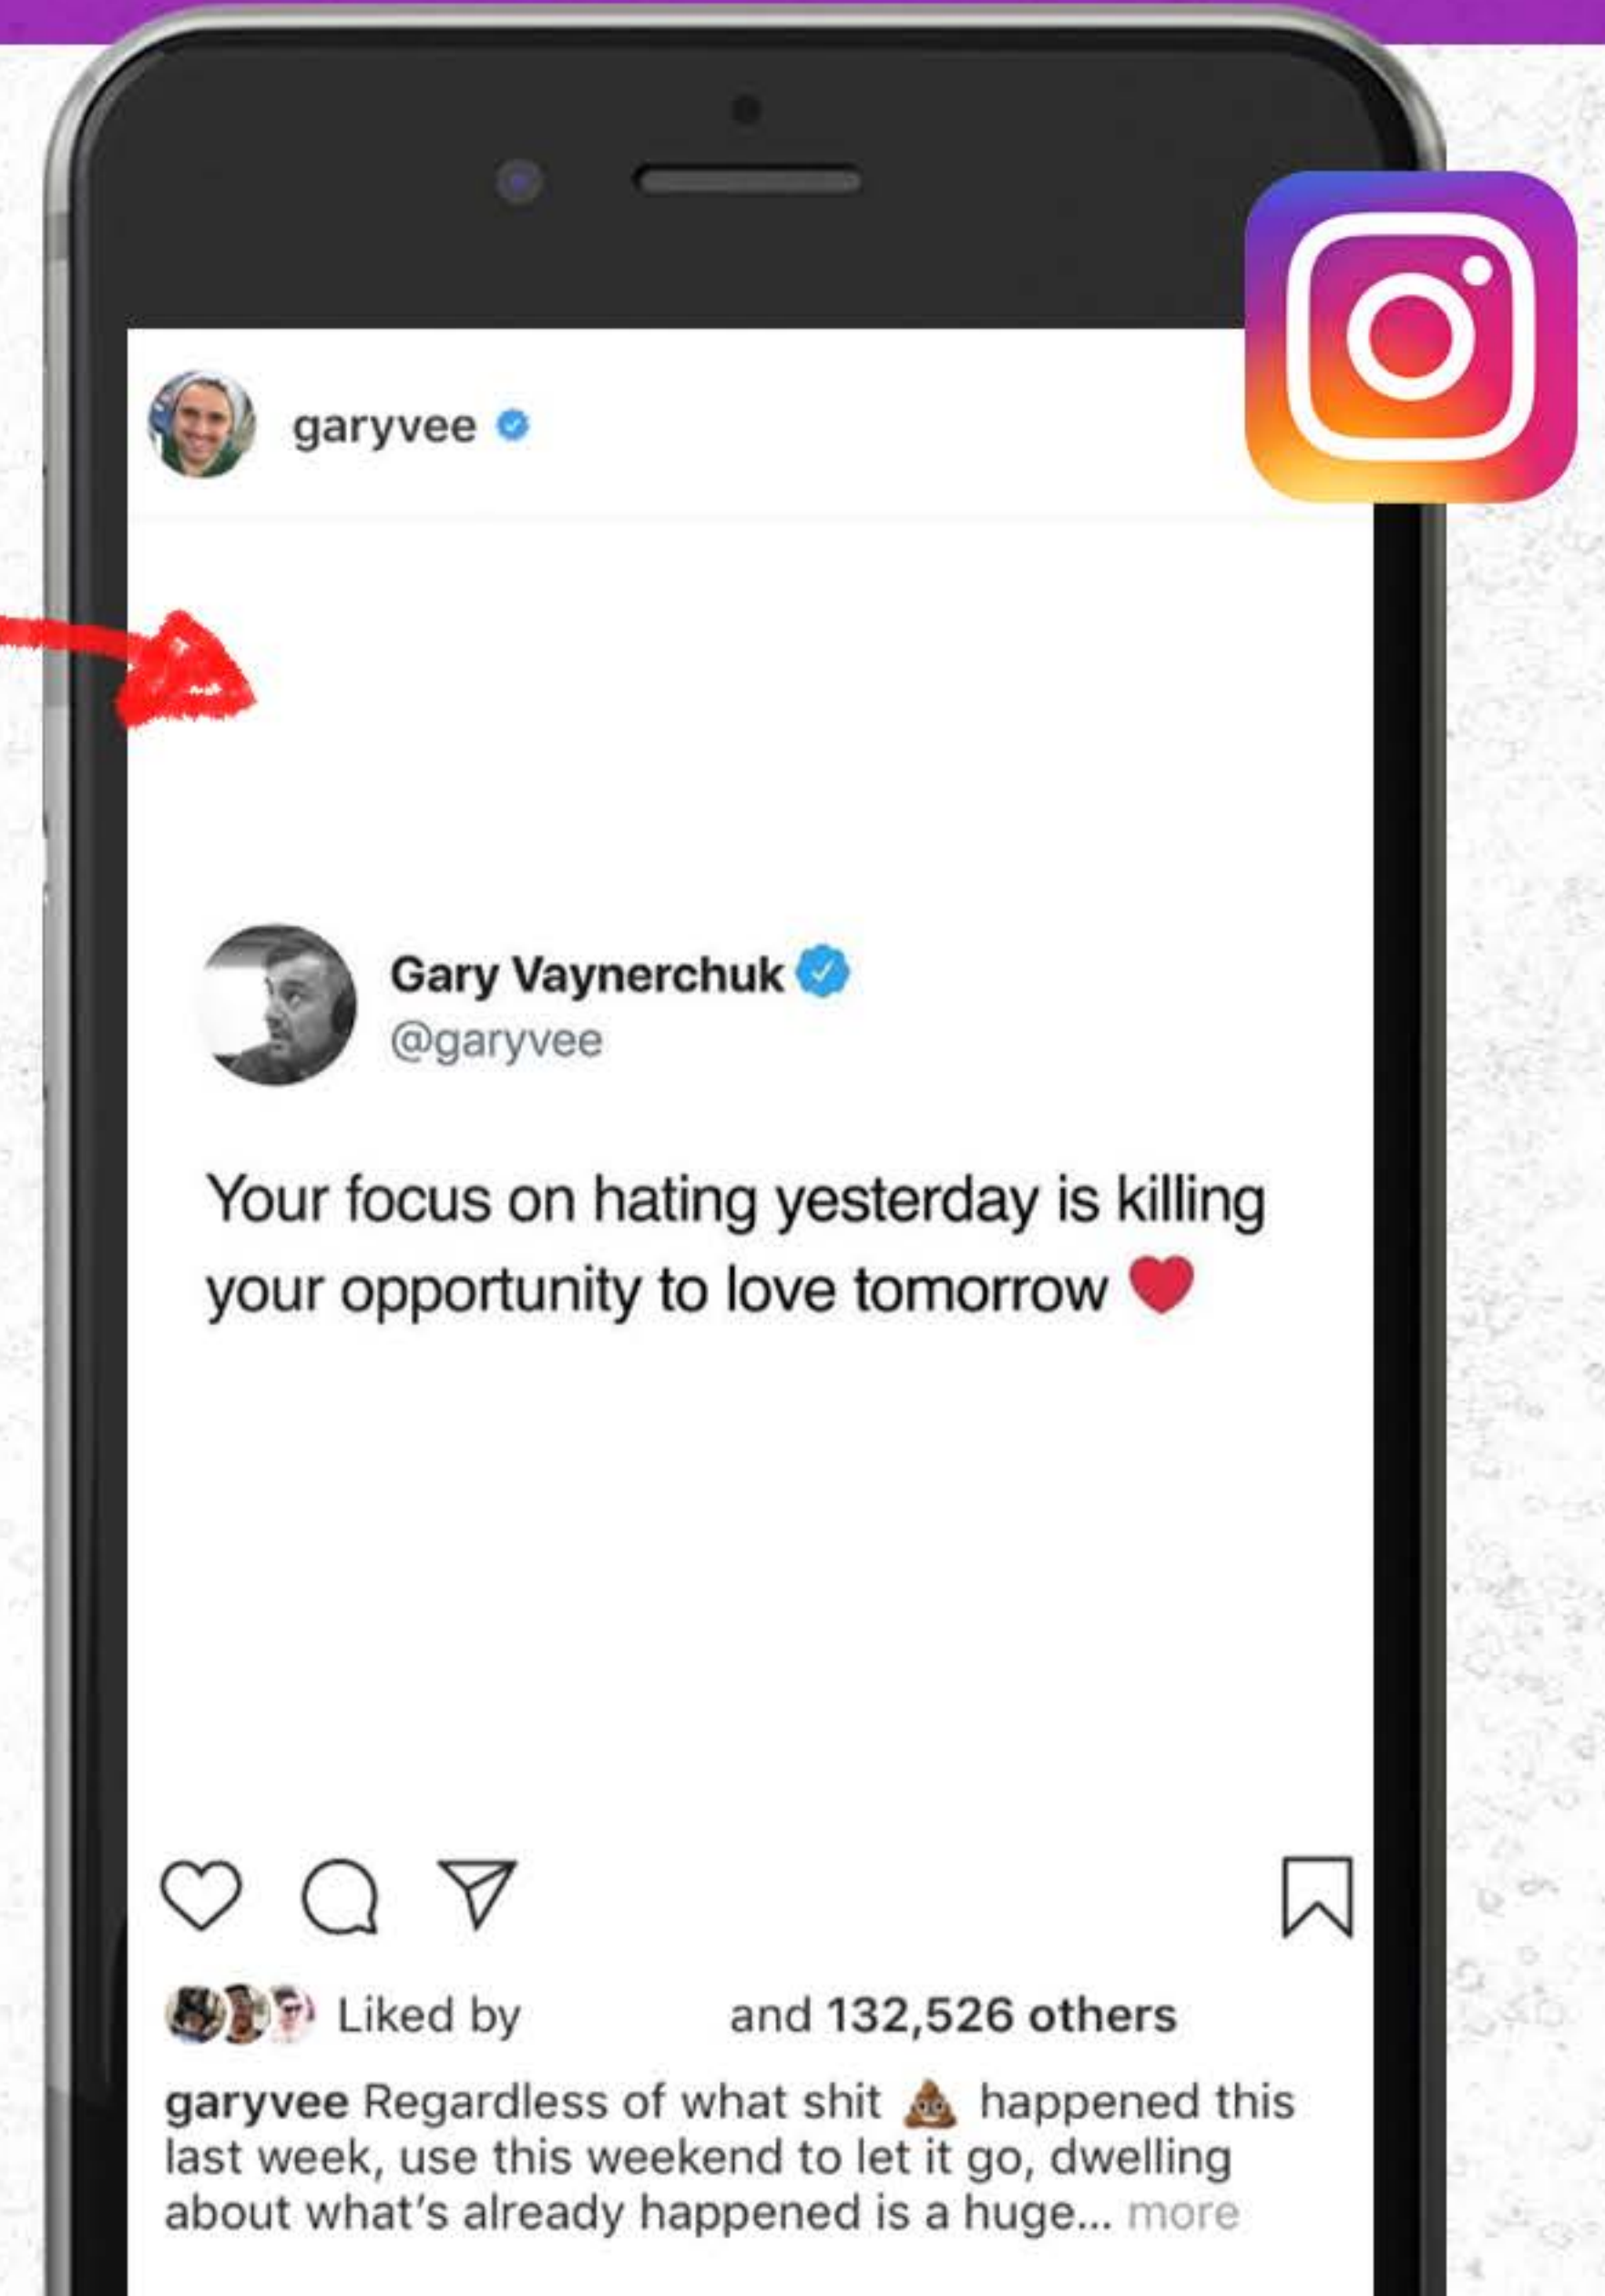 garyvee
Gary Vaynerchuk
@garyvee
Your focus on hating yesterday is killing
your opportunity to love tomorrow ❤️
Liked by and 132,526 others
garyvee Regardless of what shit 💩 happened this
last week, use this weekend to let it go, dwelling
about what's already happened is a huge... more